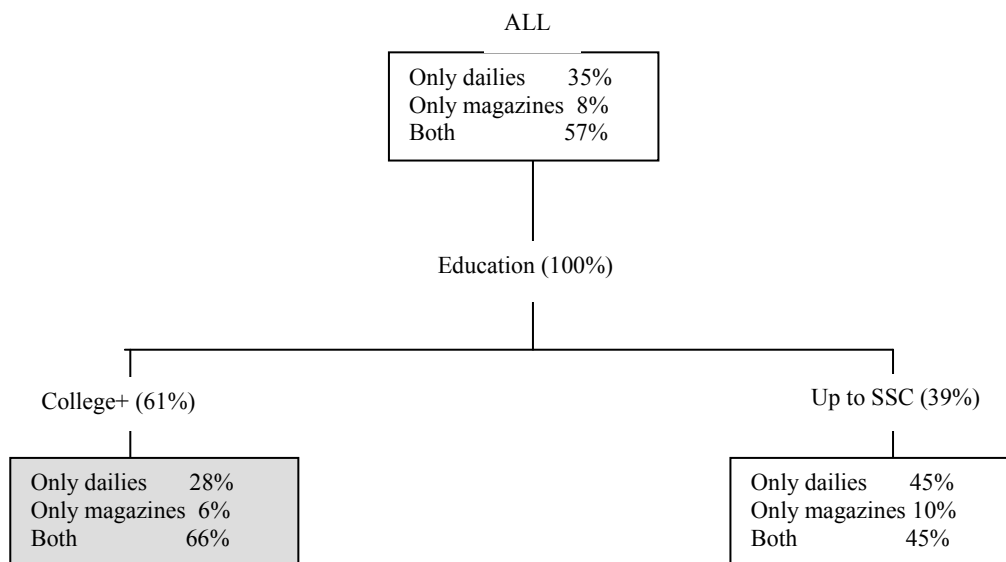 ALL
Only dailies 35%
Only magazines 8%
Both 57%
Education (100%)
College+ (61%)
Up to SSC (39%)
Only dailies 28%
Only magazines 6%
Both 66%
Only dailies 45%
Only magazines 10%
Both 45%